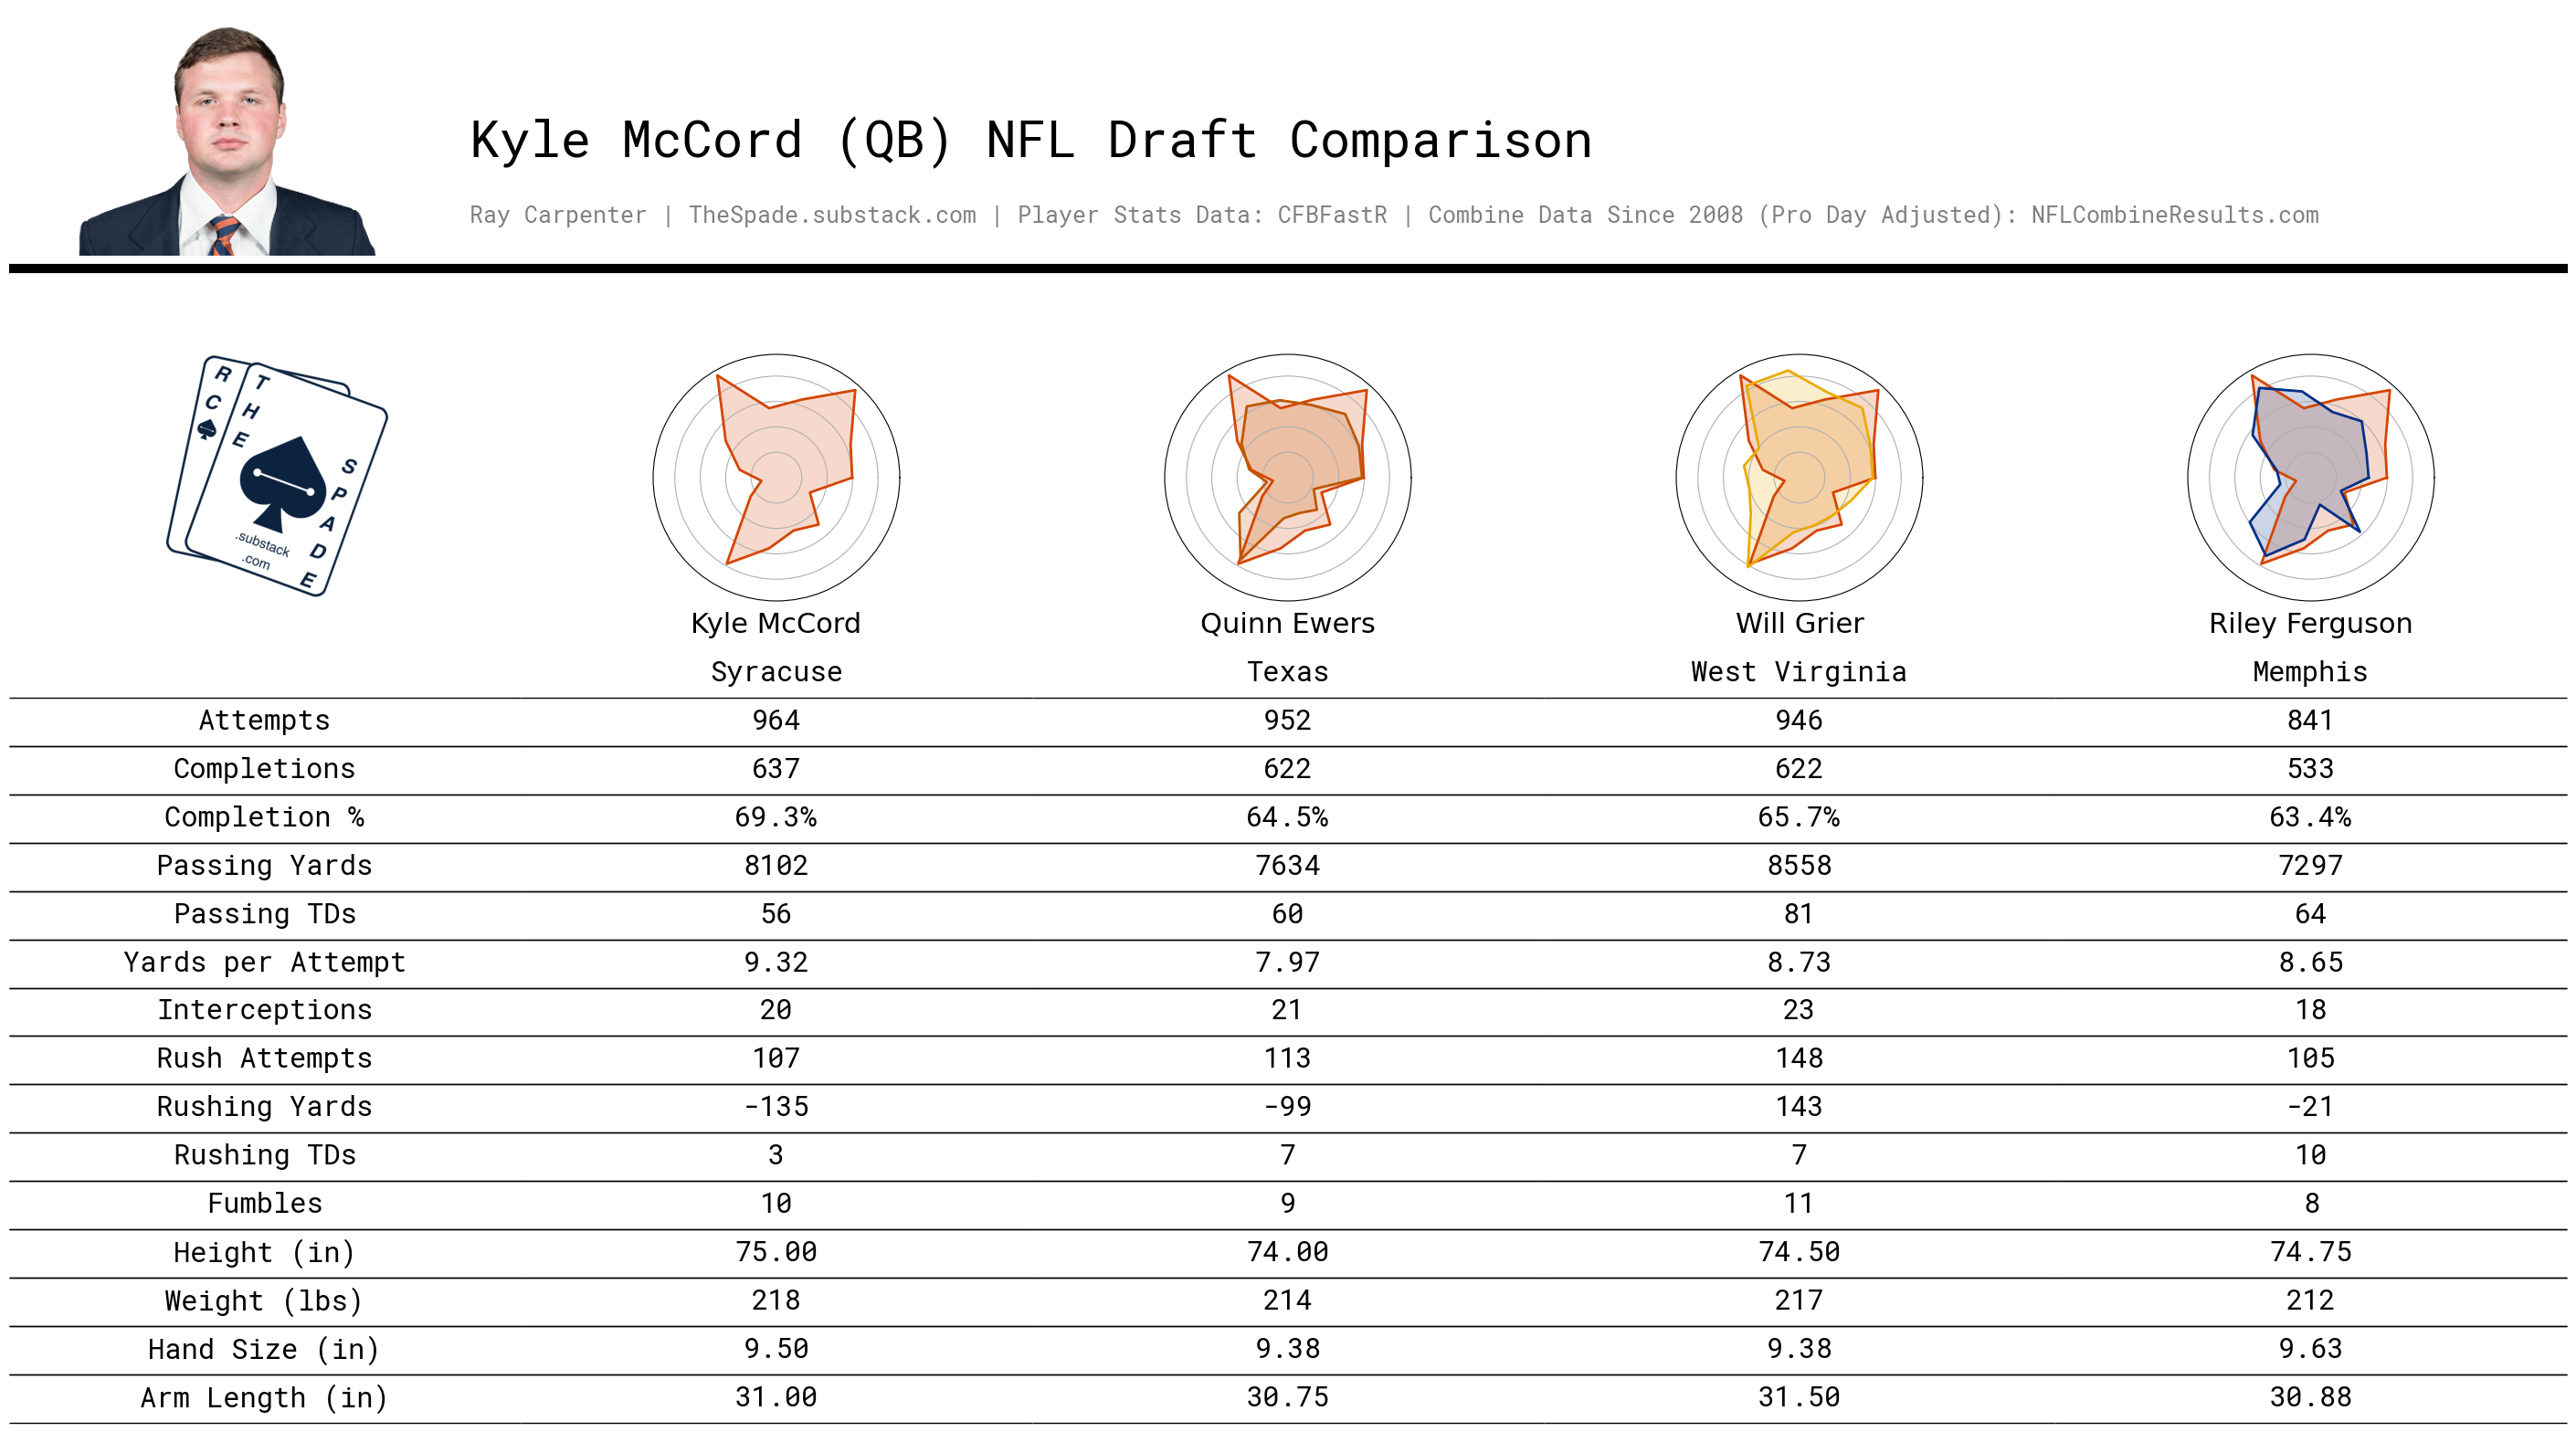 Kyle McCord (QB) NFL Draft Comparison
Ray Carpenter | TheSpade.substack.com | Player Stats Data: CFBFastR | Combine Data Since 2008 (Pro Day Adjusted): NFLCombineResults.com
R C
THE SPADE
.substack
.com
Kyle McCord Quinn Ewers Will Grier Riley Ferguson
Syracuse Texas West Virginia Memphis
Attempts 964 952 946 841
Completions 637 622 622 533
Completion % 69.3% 64.5% 65.7% 63.4%
Passing Yards 8102 7634 8558 7297
Passing TDs 56 60 81 64
Yards per Attempt 9.32 7.97 8.73 8.65
Interceptions 20 21 23 18
Rush Attempts 107 113 148 105
Rushing Yards -135 -99 143 -21
Rushing TDs 3 7 7 10
Fumbles 10 9 11 8
Height (in) 75.00 74.00 74.50 74.75
Weight (lbs) 218 214 217 212
Hand Size (in) 9.50 9.38 9.38 9.63
Arm Length (in) 31.00 30.75 31.50 30.88